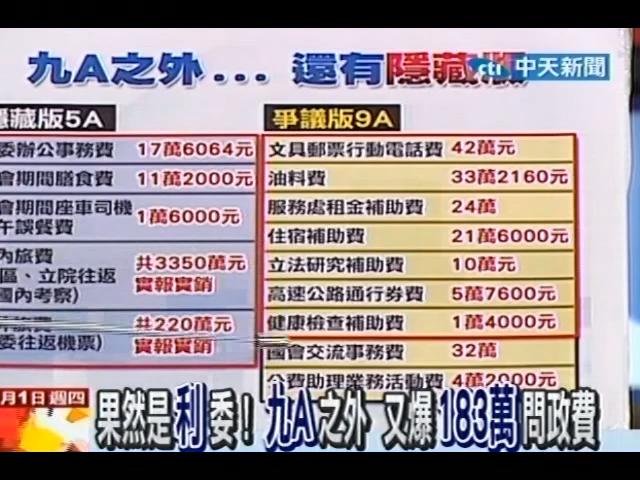 九A之外... 還有隱藏版
cti 中天新聞
隱藏版5A
委辦公事務費 17萬6064元
會期間膳食費 11萬2000元
會期間座車司機
午誤餐費 1萬6000元
內旅費 共3350萬元
區、立院往返 實報實銷
國內考察)
旅費 共220萬元
委往返機票) 實報實銷
爭議版9A
文具郵票行動電話費 42萬元
油料費 33萬2160元
服務處租金補助費 24萬
住宿補助費 21萬6000元
立法研究補助費 10萬元
高速公路通行券費 5萬7600元
健康檢查補助費 1萬4000元
國會交流事務費 32萬
公費助理業務活動費 4萬2000元
月1日週四
果然是利委! 九A之外 又爆183萬問政費